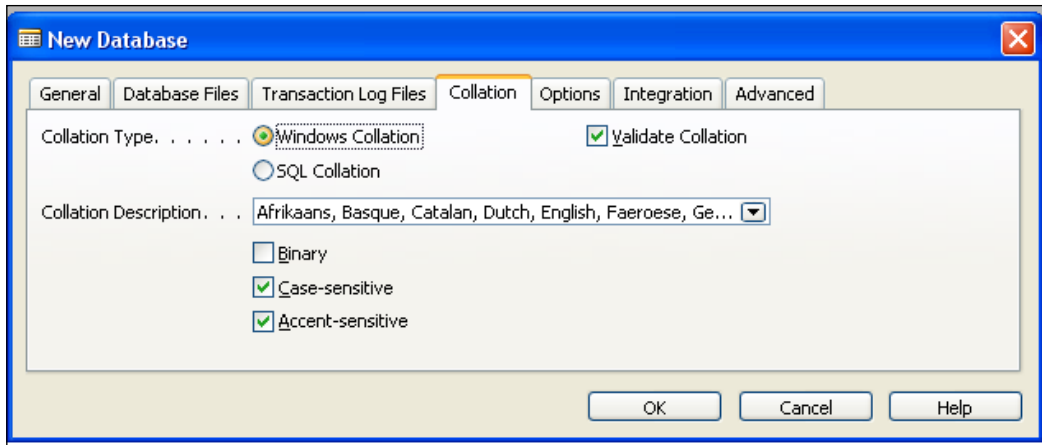 New Database
General Database Files Transaction Log Files Collation Options Integration Advanced
Collation Type. . . . . . Windows Collation Validate Collation
SQL Collation
Collation Description. . . Afrikaans, Basque, Catalan, Dutch, English, Faeroese, Ge...
Binary
Case-sensitive
Accent-sensitive
OK Cancel Help